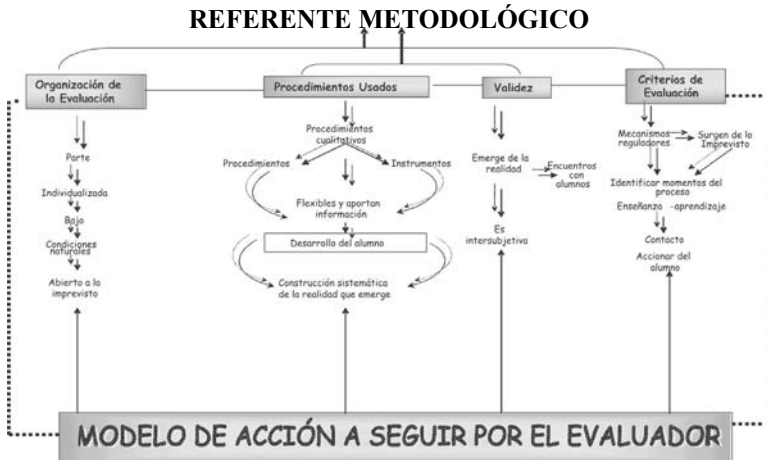 REFERENTE METODOLÓGICO
Organización de
la Evaluación
Parte
Individualizada
Bajo
Condiciones
naturales
Abierto a la
imprevisto
Procedimientos Usados
Procedimientos
cualitativos
Procedimientos
Instrumentos
Flexibles y aportan
información
Desarrollo del alumno
Construcción sistemática
de la realidad que emerge
Validez
Emerge de la
realidad
Encuentros
con
alumnos
Es
intersubjetiva
Criterios de
Evaluación
Mecanismos
reguladores
Surgen de lo
Imprevisto
Identificar momentos del
proceso
Enseñanza -aprendizaje
Contacto
Accionar del
alumno
MODELO DE ACCIÓN A SEGUIR POR EL EVALUADOR